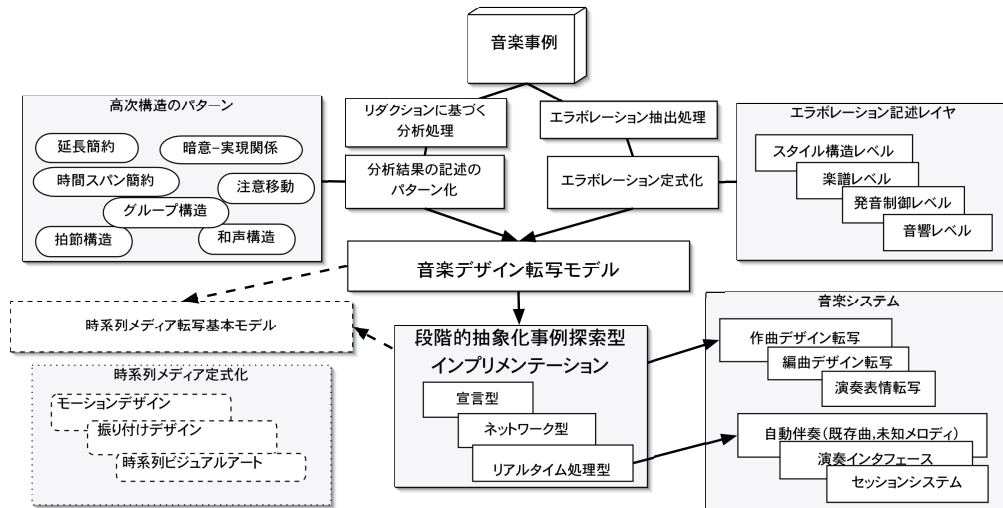 音楽事例
高次構造のパターン
延長簡約
暗意−実現関係
時間スパン簡約
注意移動
グループ構造
拍節構造
和声構造
リダクションに基づく
分析処理
分析結果の記述の
パターン化
エラボレーション抽出処理
エラボレーション定式化
エラボレーション記述レイヤ
スタイル構造レベル
楽譜レベル
発音制御レベル
音響レベル
音楽デザイン転写モデル
時系列メディア転写基本モデル
時系列メディア定式化
モーションデザイン
振り付けデザイン
時系列ビジュアルアート
段階的抽象化事例探索型
インプリメンテーション
宣言型
ネットワーク型
リアルタイム処理型
音楽システム
作曲デザイン転写
編曲デザイン転写
演奏表情転写
自動伴奏(既存曲,未知メロディ)
演奏インタフェース
セッションシステム